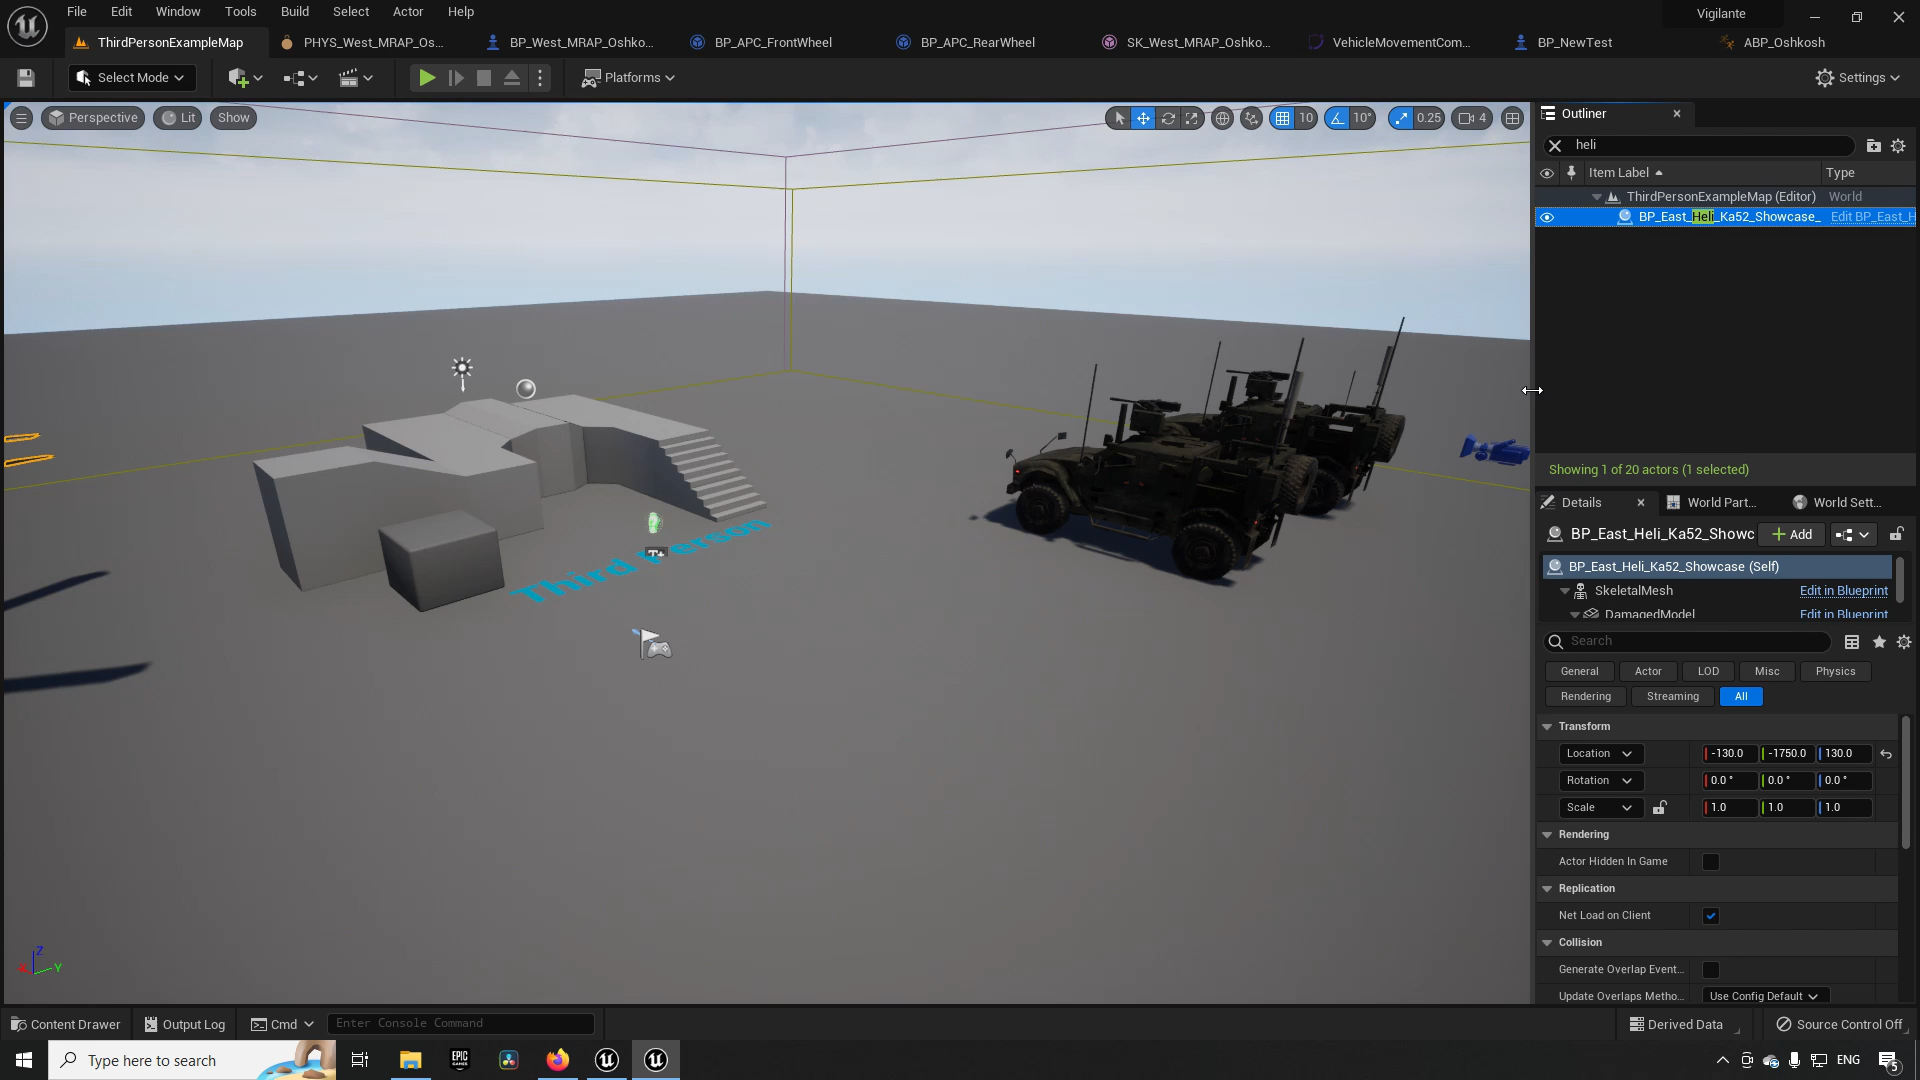 File Edit Window Tools Build Select Actor Help
Vigilante
ThirdPersonExampleMap
PHYS_West_MRAP_Os...
BP_West_MRAP_Oshko...
BP_APC_FrontWheel
BP_APC_RearWheel
SK_West_MRAP_Oshko...
VehicleMovementCom...
BP_NewTest
ABP_Oshkosh
Select Mode
Platforms
Settings
Perspective Lit Show
10 10° 0.25 4
Outliner
heli
Item Label Type
ThirdPersonExampleMap (Editor) World
BP_East_Heli_Ka52_Showcase_ Edit BP_East_H
Third Person
Showing 1 of 20 actors (1 selected)
Details World Part... World Sett...
BP_East_Heli_Ka52_Showc Add
BP_East_Heli_Ka52_Showcase (Self)
SkeletalMesh Edit in Blueprint
DamagedModel Edit in Blueprint
Search
General Actor LOD Misc Physics
Rendering Streaming All
Transform
Location -130.0 -1750.0 130.0
Rotation 0.0° 0.0° 0.0°
Scale 1.0 1.0 1.0
Rendering
Actor Hidden In Game
Replication
Net Load on Client
Collision
Generate Overlap Event...
Update Overlaps Metho... Use Config Default
X Z Y
Content Drawer Output Log Cmd Enter Console Command
Derived Data Source Control Off
Type here to search
EPIC GAMES
ENG
5